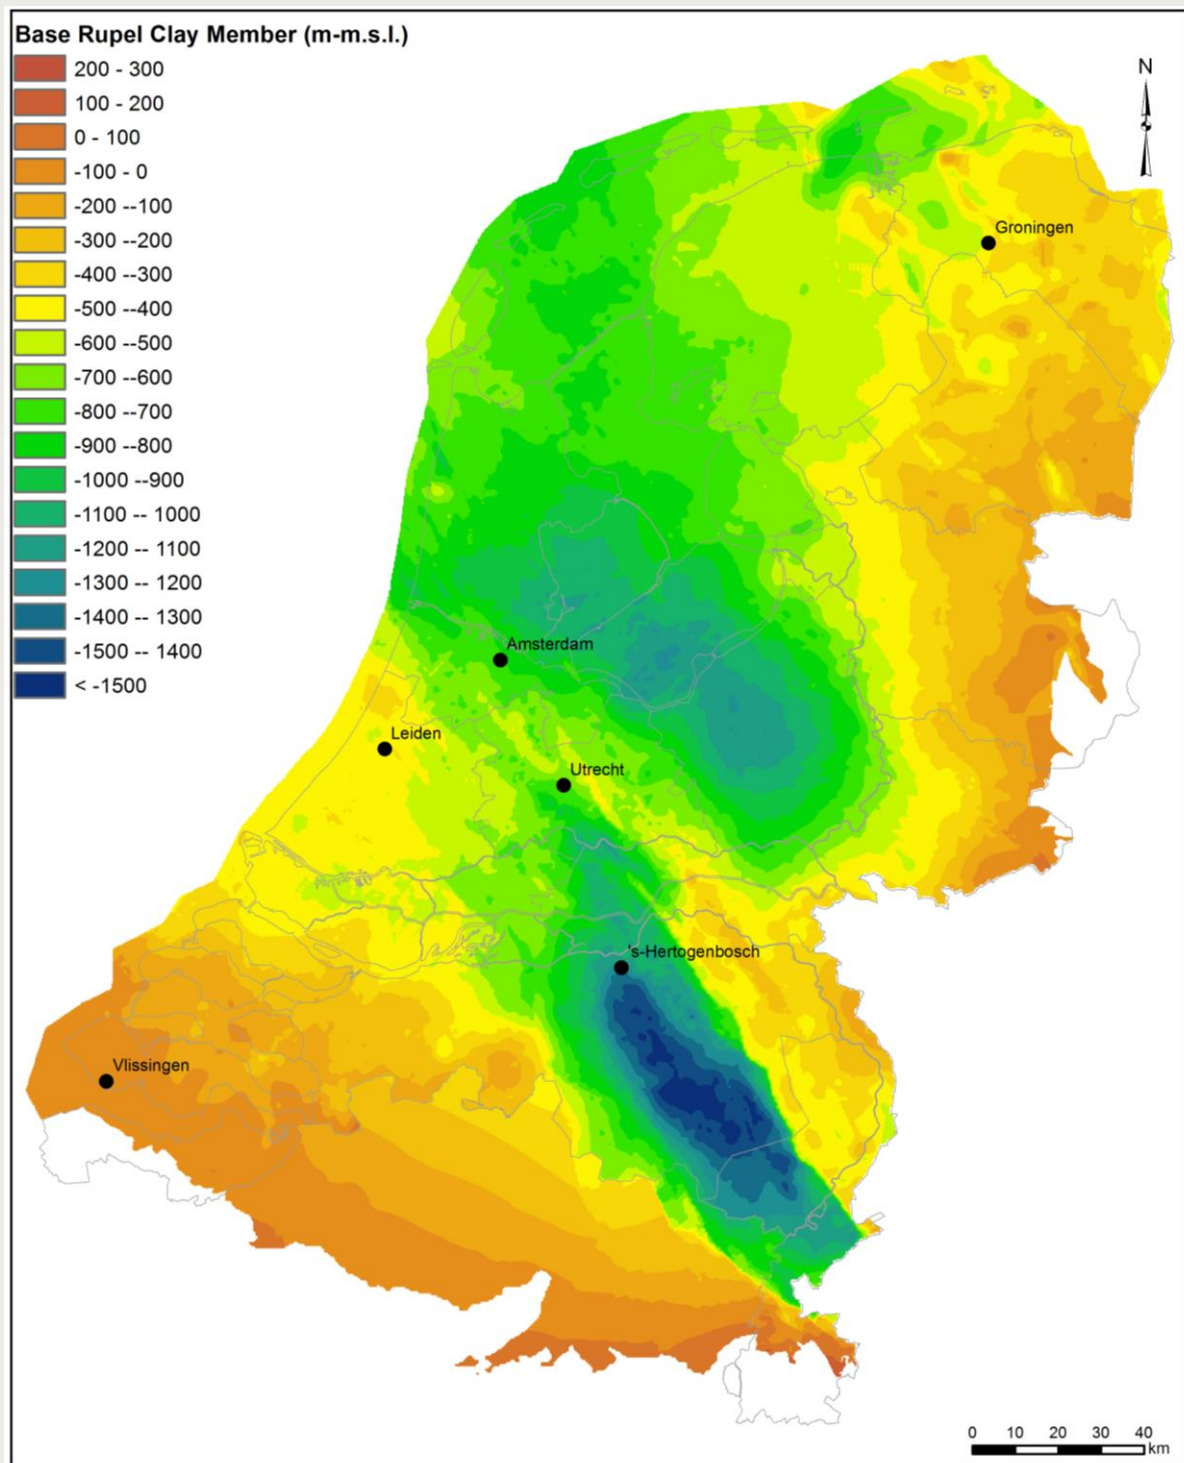 Base Rupel Clay Member (m-m.s.l.)
200 - 300
100 - 200
0 - 100
-100 - 0
-200 --100
-300 --200
-400 --300
-500 --400
-600 --500
-700 --600
-800 --700
-900 --800
-1000 --900
-1100 -- 1000
-1200 -- 1100
-1300 -- 1200
-1400 -- 1300
-1500 -- 1400
< -1500
N
Groningen
Amsterdam
Leiden
Utrecht
's-Hertogenbosch
Vlissingen
0 10 20 30 40
km